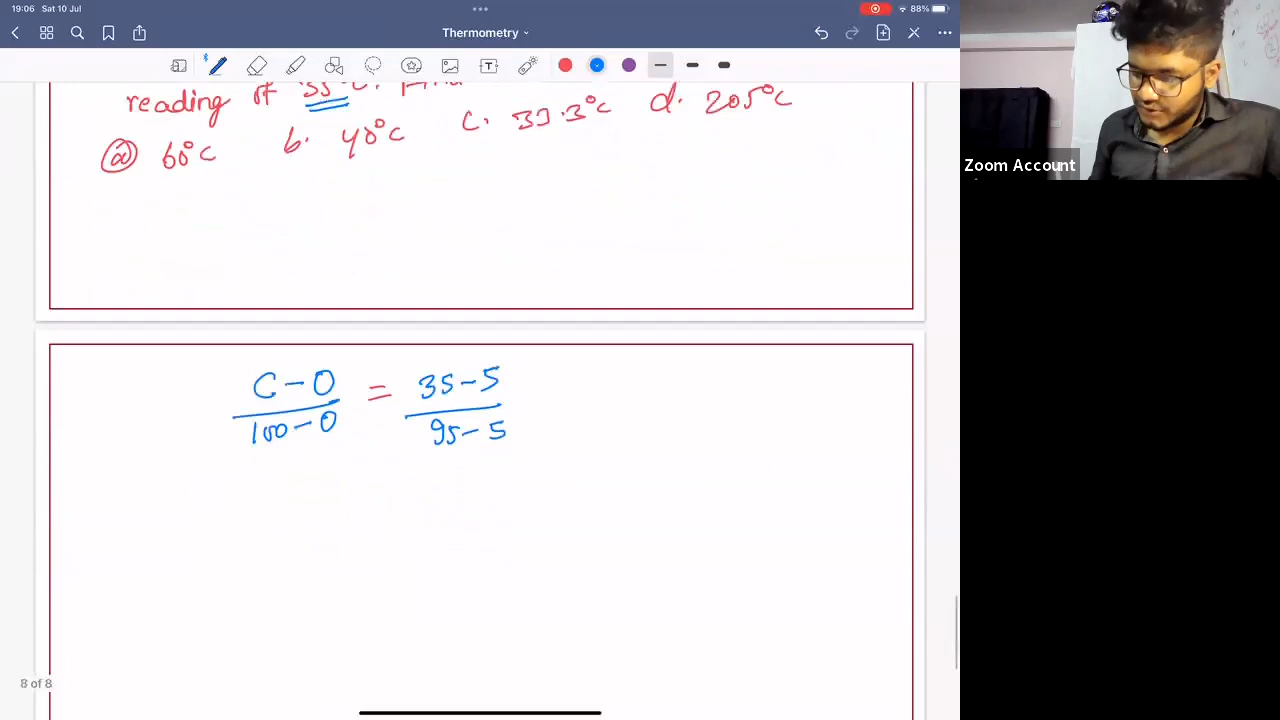 19:06 Sat 10 Jul
88%
Thermometry
reading of 35°C.
a 60°C b. 40°C c. 33.3°C d. 20.5°C
C-0 = 35-5
100-0 95-5
8 of 8
Zoom Account